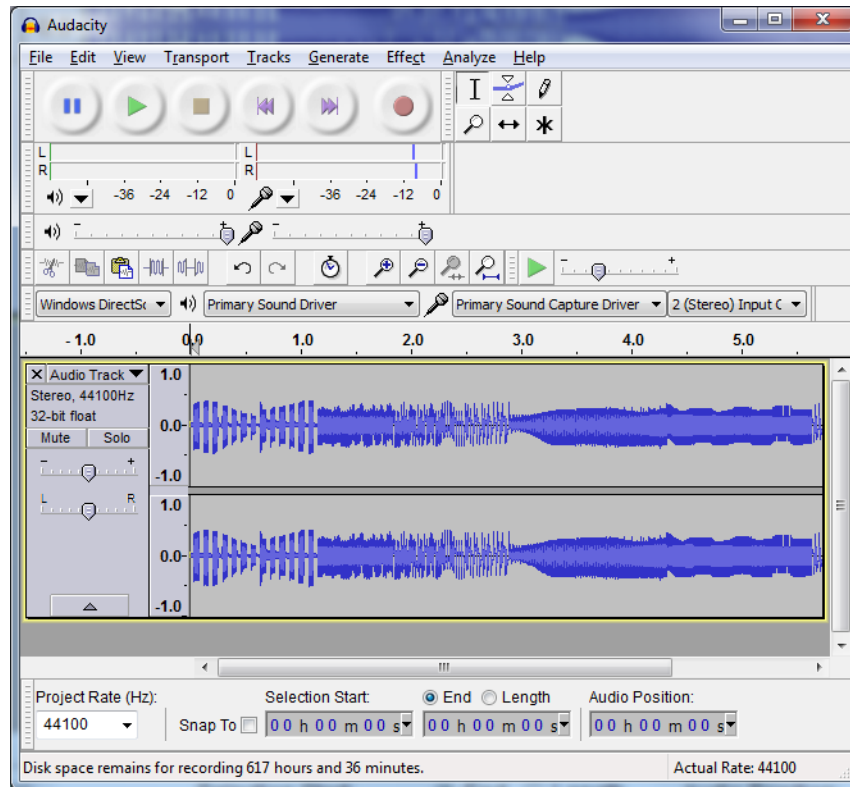 Audacity
File Edit View Transport Tracks Generate Effect Analyze Help
L L
R R
-36 -24 -12 0 -36 -24 -12 0
- + - +
- +
Windows DirectSc Primary Sound Driver Primary Sound Capture Driver 2 (Stereo) Input C
- 1.0 0.0 1.0 2.0 3.0 4.0 5.0
X Audio Track 1.0
Stereo, 44100Hz
32-bit float 0.0-
Mute Solo
- + -1.0
L R 1.0
0.0-
-1.0
Project Rate (Hz): Selection Start: End Length Audio Position:
44100 Snap To 00 h 00 m 00 s 00 h 00 m 00 s 00 h 00 m 00 s
Disk space remains for recording 617 hours and 36 minutes. Actual Rate: 44100